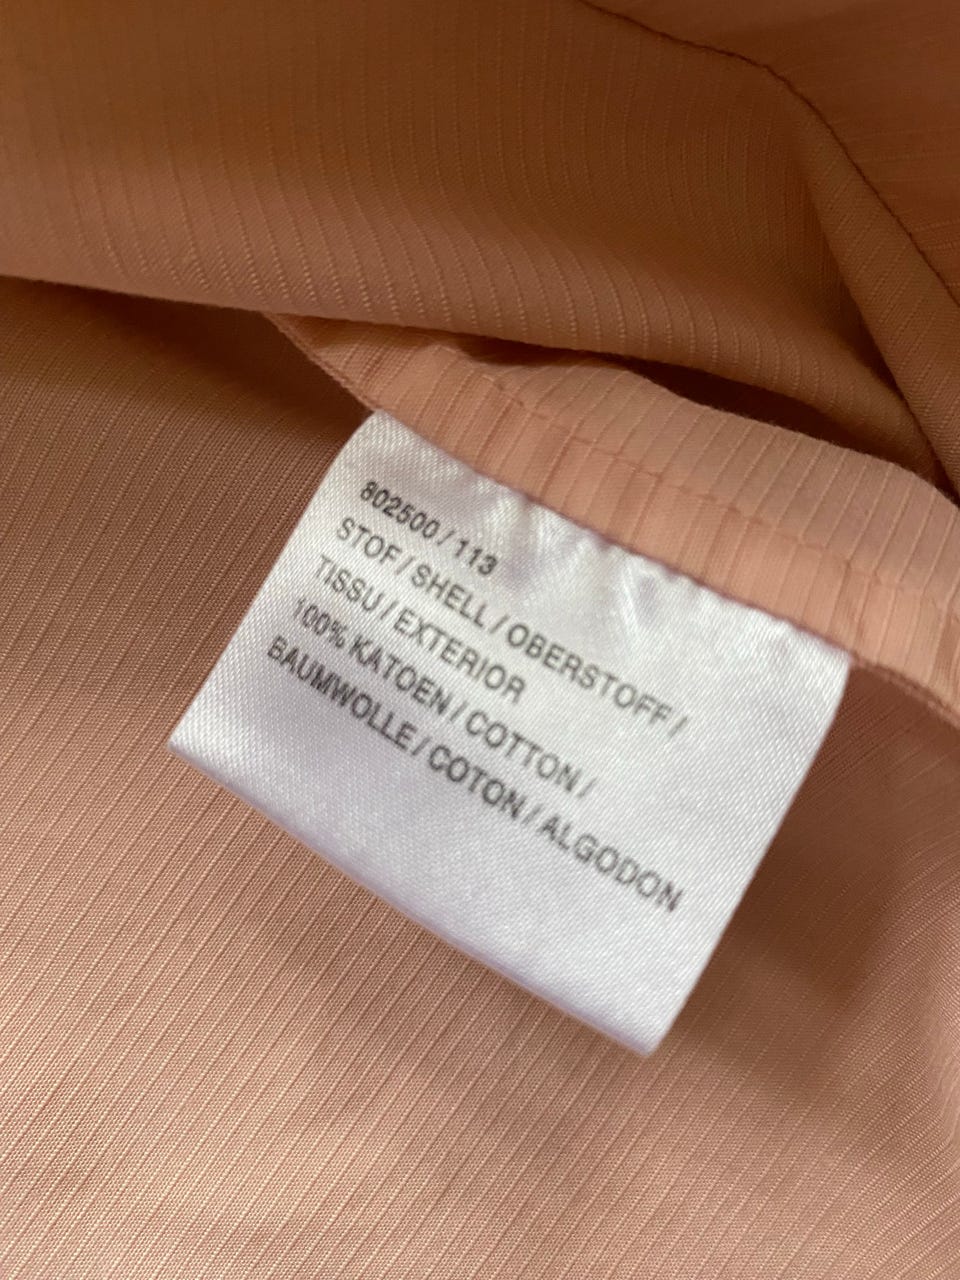 802500/113
STOF/SHELL/OBERSTOFF/
TISSU/EXTERIOR
100% KATOEN/COTTON/
BAUMWOLLE/COTON/ALGODON